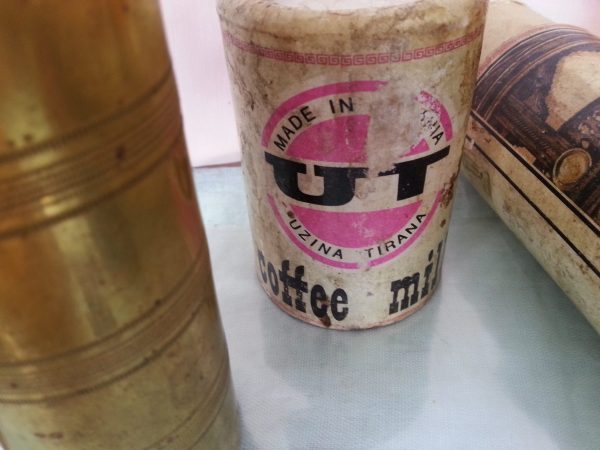 MADE IN
UT
UZINA TIRANA
coffee